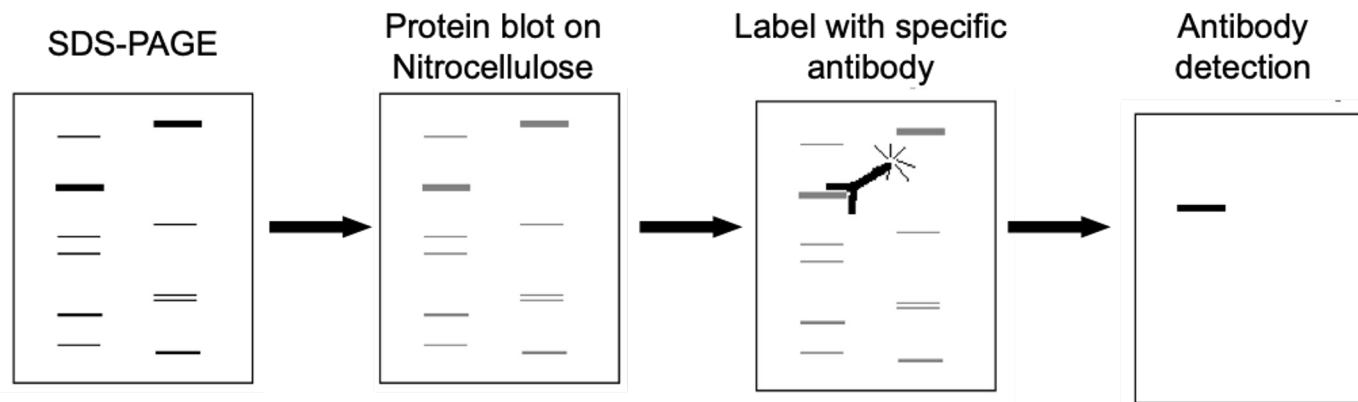 SDS-PAGE
Protein blot on
Nitrocellulose
Label with specific
antibody
Antibody
detection